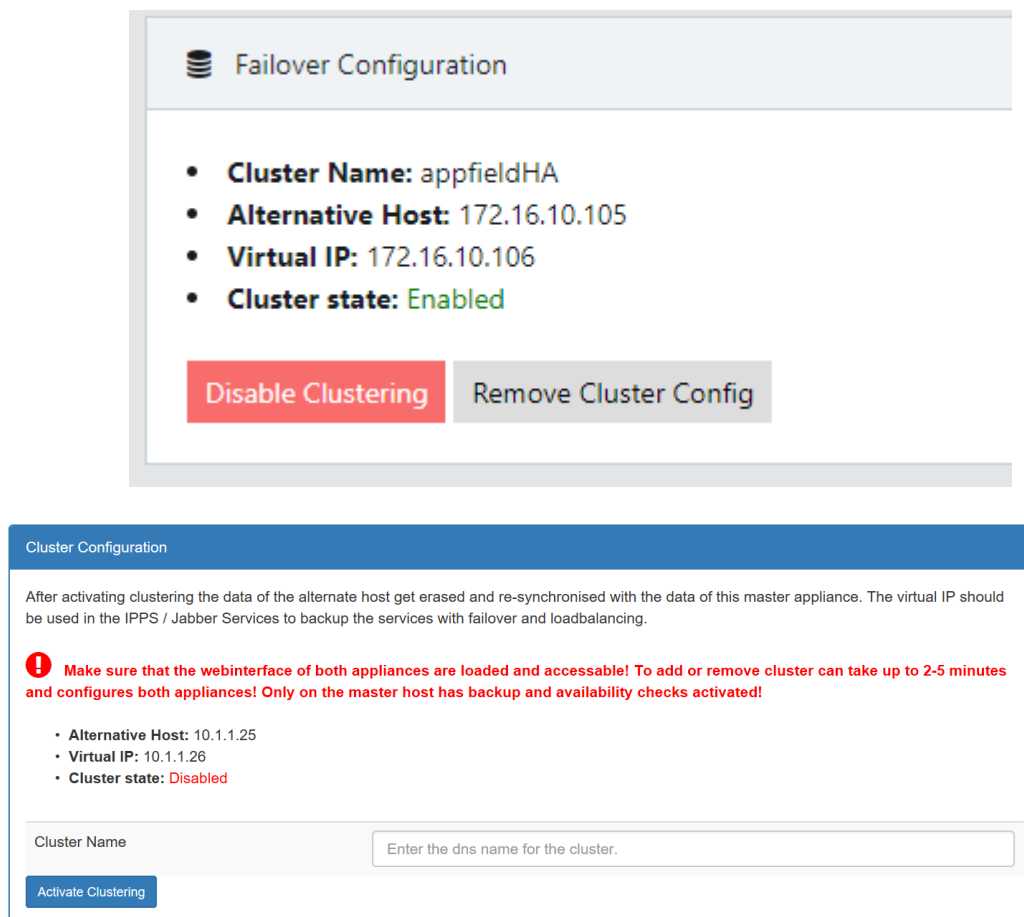 Failover Configuration
Cluster Name: appfieldHA
Alternative Host: 172.16.10.105
Virtual IP: 172.16.10.106
Cluster state: Enabled
Disable Clustering Remove Cluster Config
Cluster Configuration
After activating clustering the data of the alternate host get erased and re-synchronised with the data of this master appliance. The virtual IP should
be used in the IPPS / Jabber Services to backup the services with failover and loadbalancing.
Make sure that the webinterface of both appliances are loaded and accessable! To add or remove cluster can take up to 2-5 minutes
and configures both appliances! Only on the master host has backup and availability checks activated!
Alternative Host: 10.1.1.25
Virtual IP: 10.1.1.26
Cluster state: Disabled
Cluster Name Enter the dns name for the cluster.
Activate Clustering